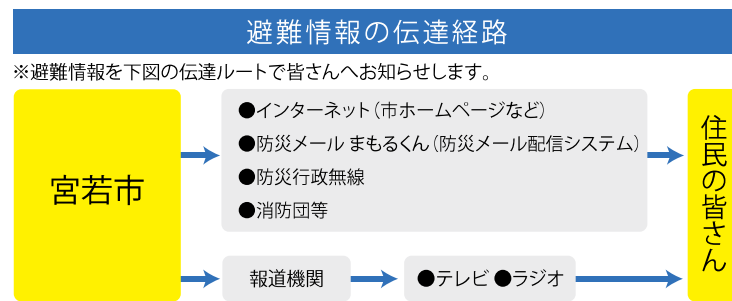 避難情報の伝達経路
※避難情報を下図の伝達ルートで皆さんへお知らせします。
宮若市
●インターネット（市ホームページなど）
●防災メール まもるくん（防災メール配信システム）
●防災行政無線
●消防団等
住民の皆さん
報道機関
●テレビ ●ラジオ